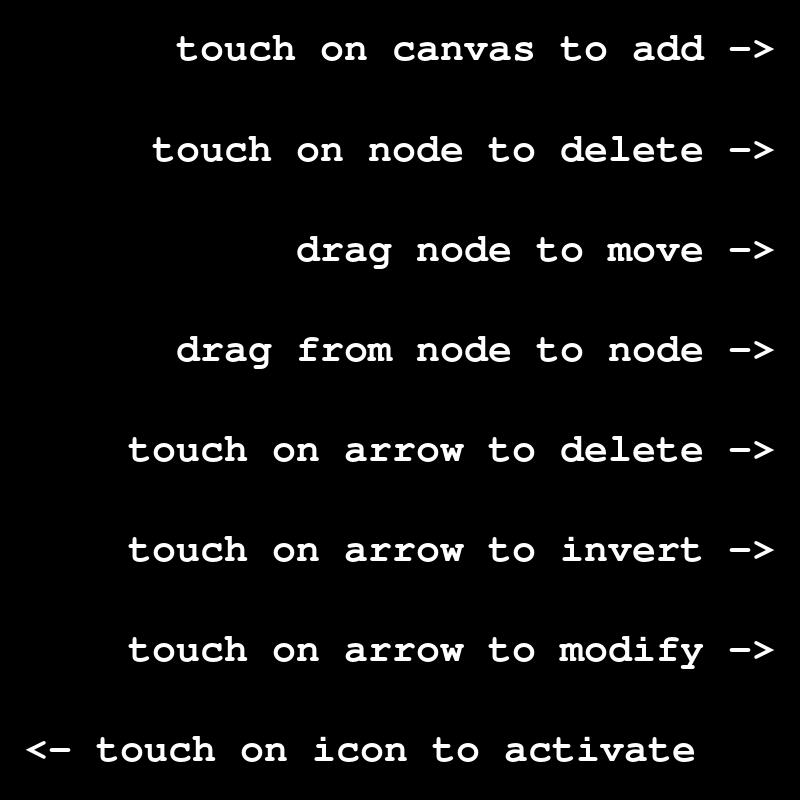 touch on canvas to add ->
touch on node to delete ->
drag node to move ->
drag from node to node ->
touch on arrow to delete ->
touch on arrow to invert ->
touch on arrow to modify ->
<- touch on icon to activate